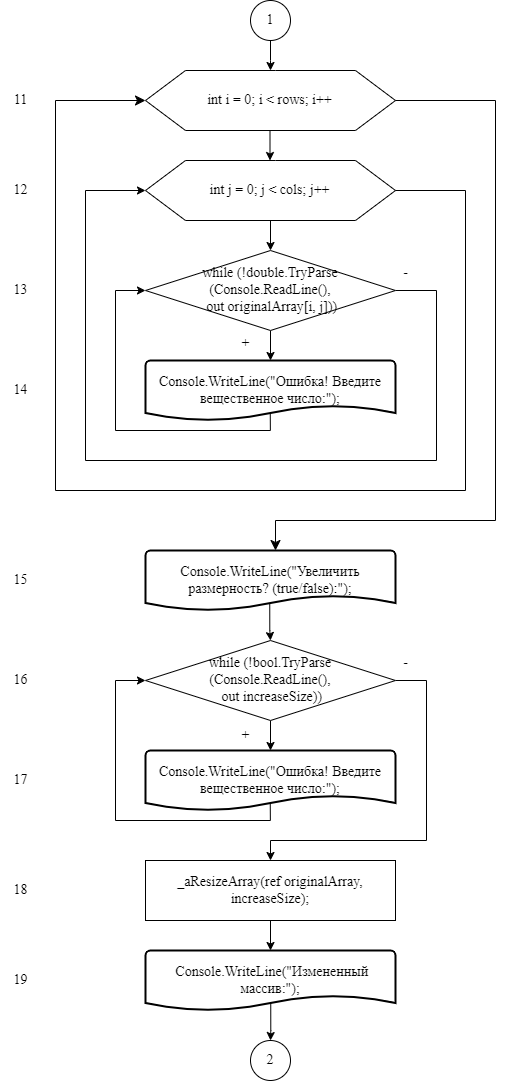 1
11
int i = 0; i < rows; i++
12
int j = 0; j < cols; j++
13
while (!double.TryParse
(Console.ReadLine(),
out originalArray[i, j]))
-
+
14
Console.WriteLine("Ошибка! Введите
вещественное число:");
15
Console.WriteLine("Увеличить
размерность? (true/false):");
16
while (!bool.TryParse
(Console.ReadLine(),
out increaseSize))
-
+
17
Console.WriteLine("Ошибка! Введите
вещественное число:");
18
_aResizeArray(ref originalArray,
increaseSize);
19
Console.WriteLine("Измененный
массив:");
2